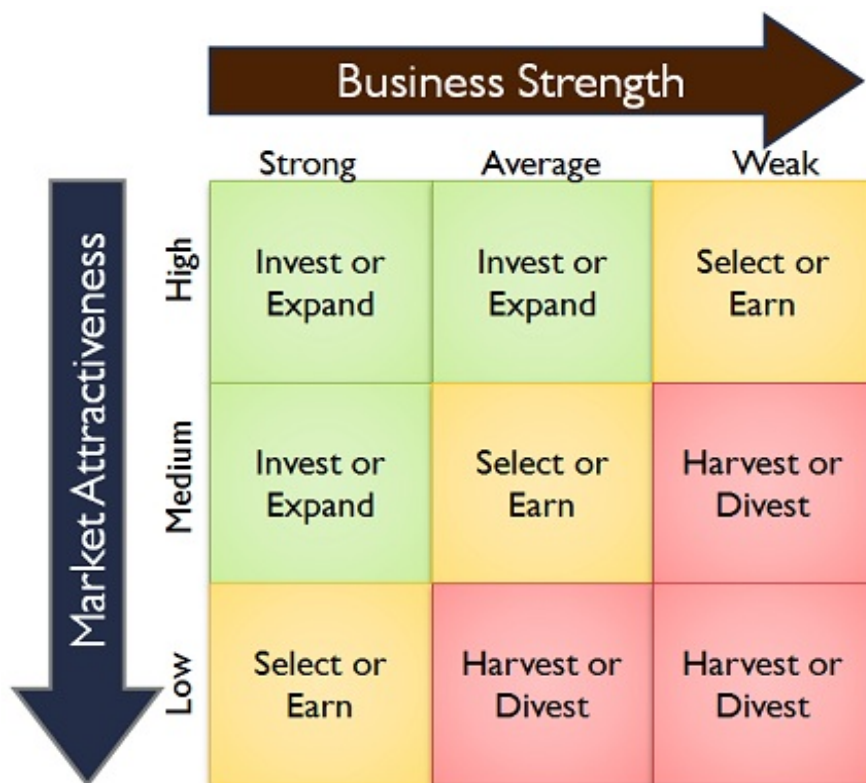 Business Strength
Strong Average Weak
Market Attractiveness
High
Invest or
Expand
Invest or
Expand
Select or
Earn
Medium
Invest or
Expand
Select or
Earn
Harvest or
Divest
Low
Select or
Earn
Harvest or
Divest
Harvest or
Divest